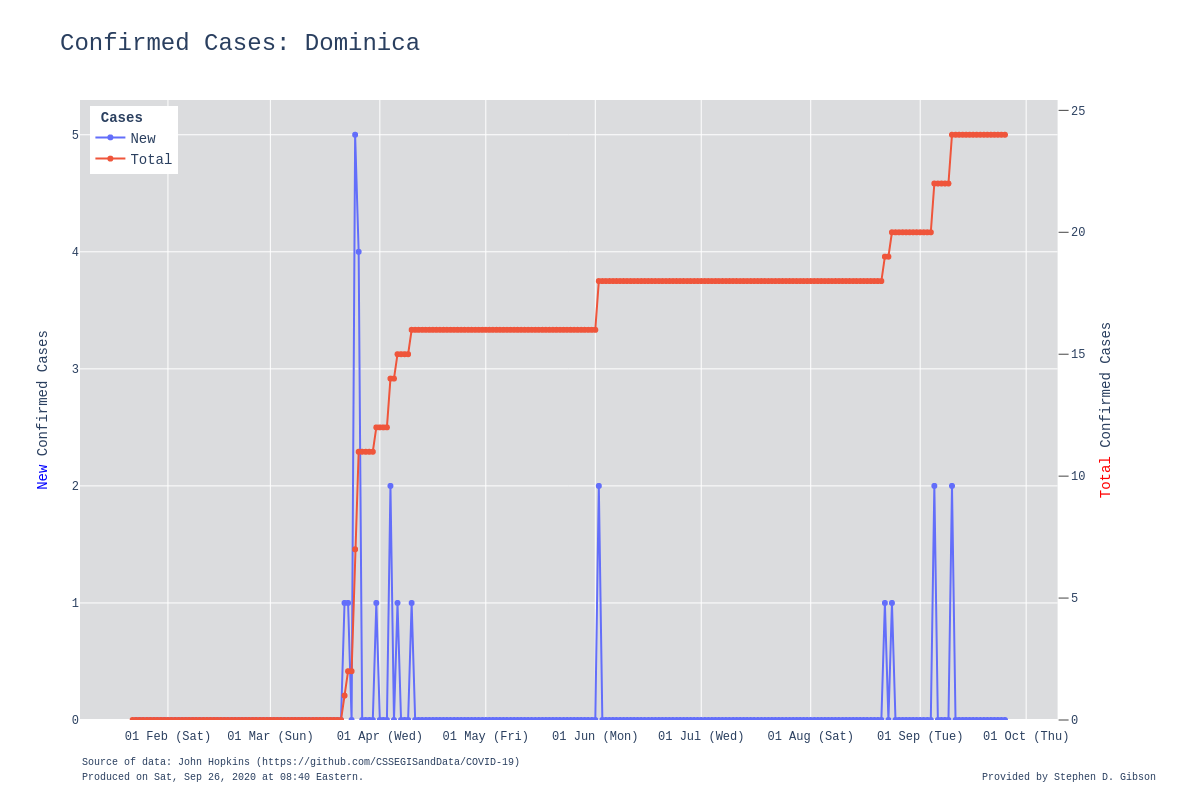 Confirmed Cases: Dominica
Cases
New
Total
5
4
3
2
1
0
New Confirmed Cases
25
20
15
10
5
0
Total Confirmed Cases
01 Feb (Sat) 01 Mar (Sun) 01 Apr (Wed) 01 May (Fri) 01 Jun (Mon) 01 Jul (Wed) 01 Aug (Sat) 01 Sep (Tue) 01 Oct (Thu)
Source of data: John Hopkins (https://github.com/CSSEGISandData/COVID-19)
Produced on Sat, Sep 26, 2020 at 08:40 Eastern.
Provided by Stephen D. Gibson